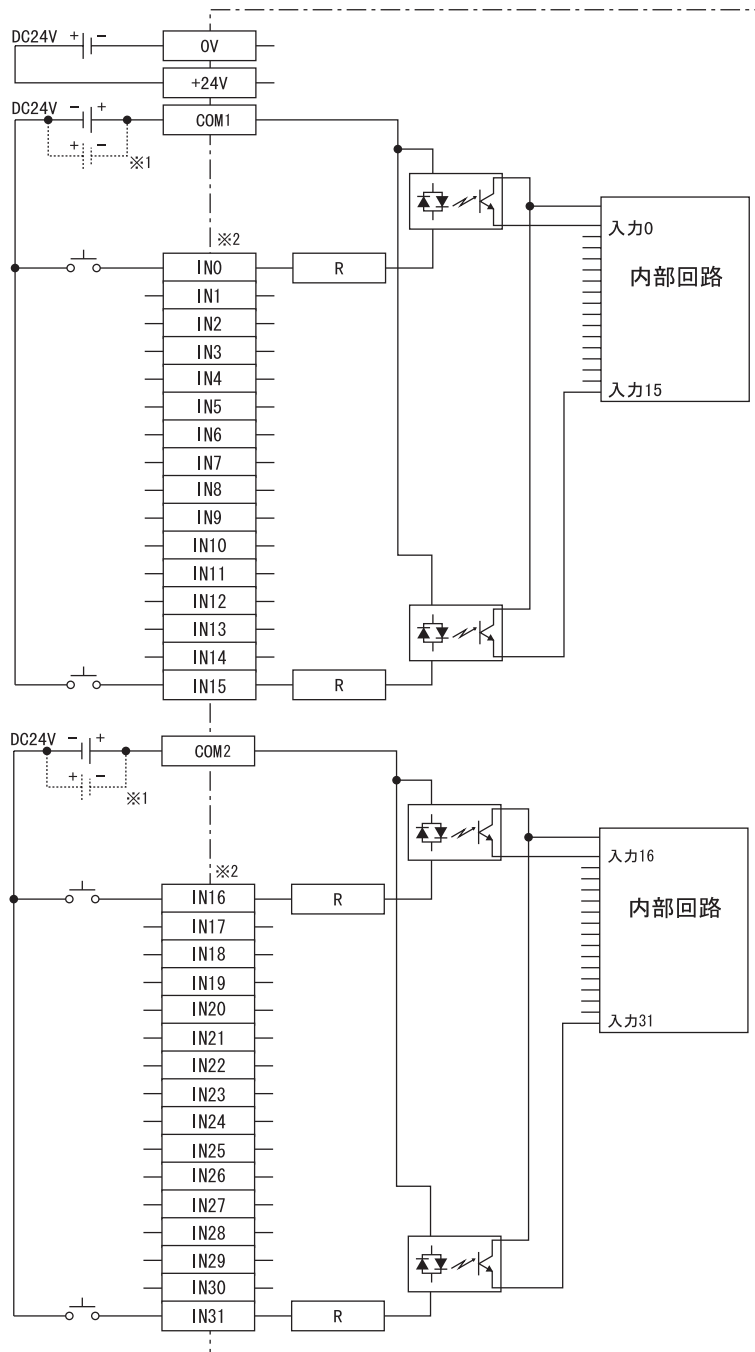 DC24V + - 0V
+24V
DC24V - + COM1
+ - ※1
※2
IN0 R
IN1
IN2
IN3
IN4
IN5
IN6
IN7
IN8
IN9
IN10
IN11
IN12
IN13
IN14
IN15 R
入力0
内部回路
入力15
DC24V - + COM2
+ - ※1
※2
IN16 R
IN17
IN18
IN19
IN20
IN21
IN22
IN23
IN24
IN25
IN26
IN27
IN28
IN29
IN30
IN31 R
入力16
内部回路
入力31